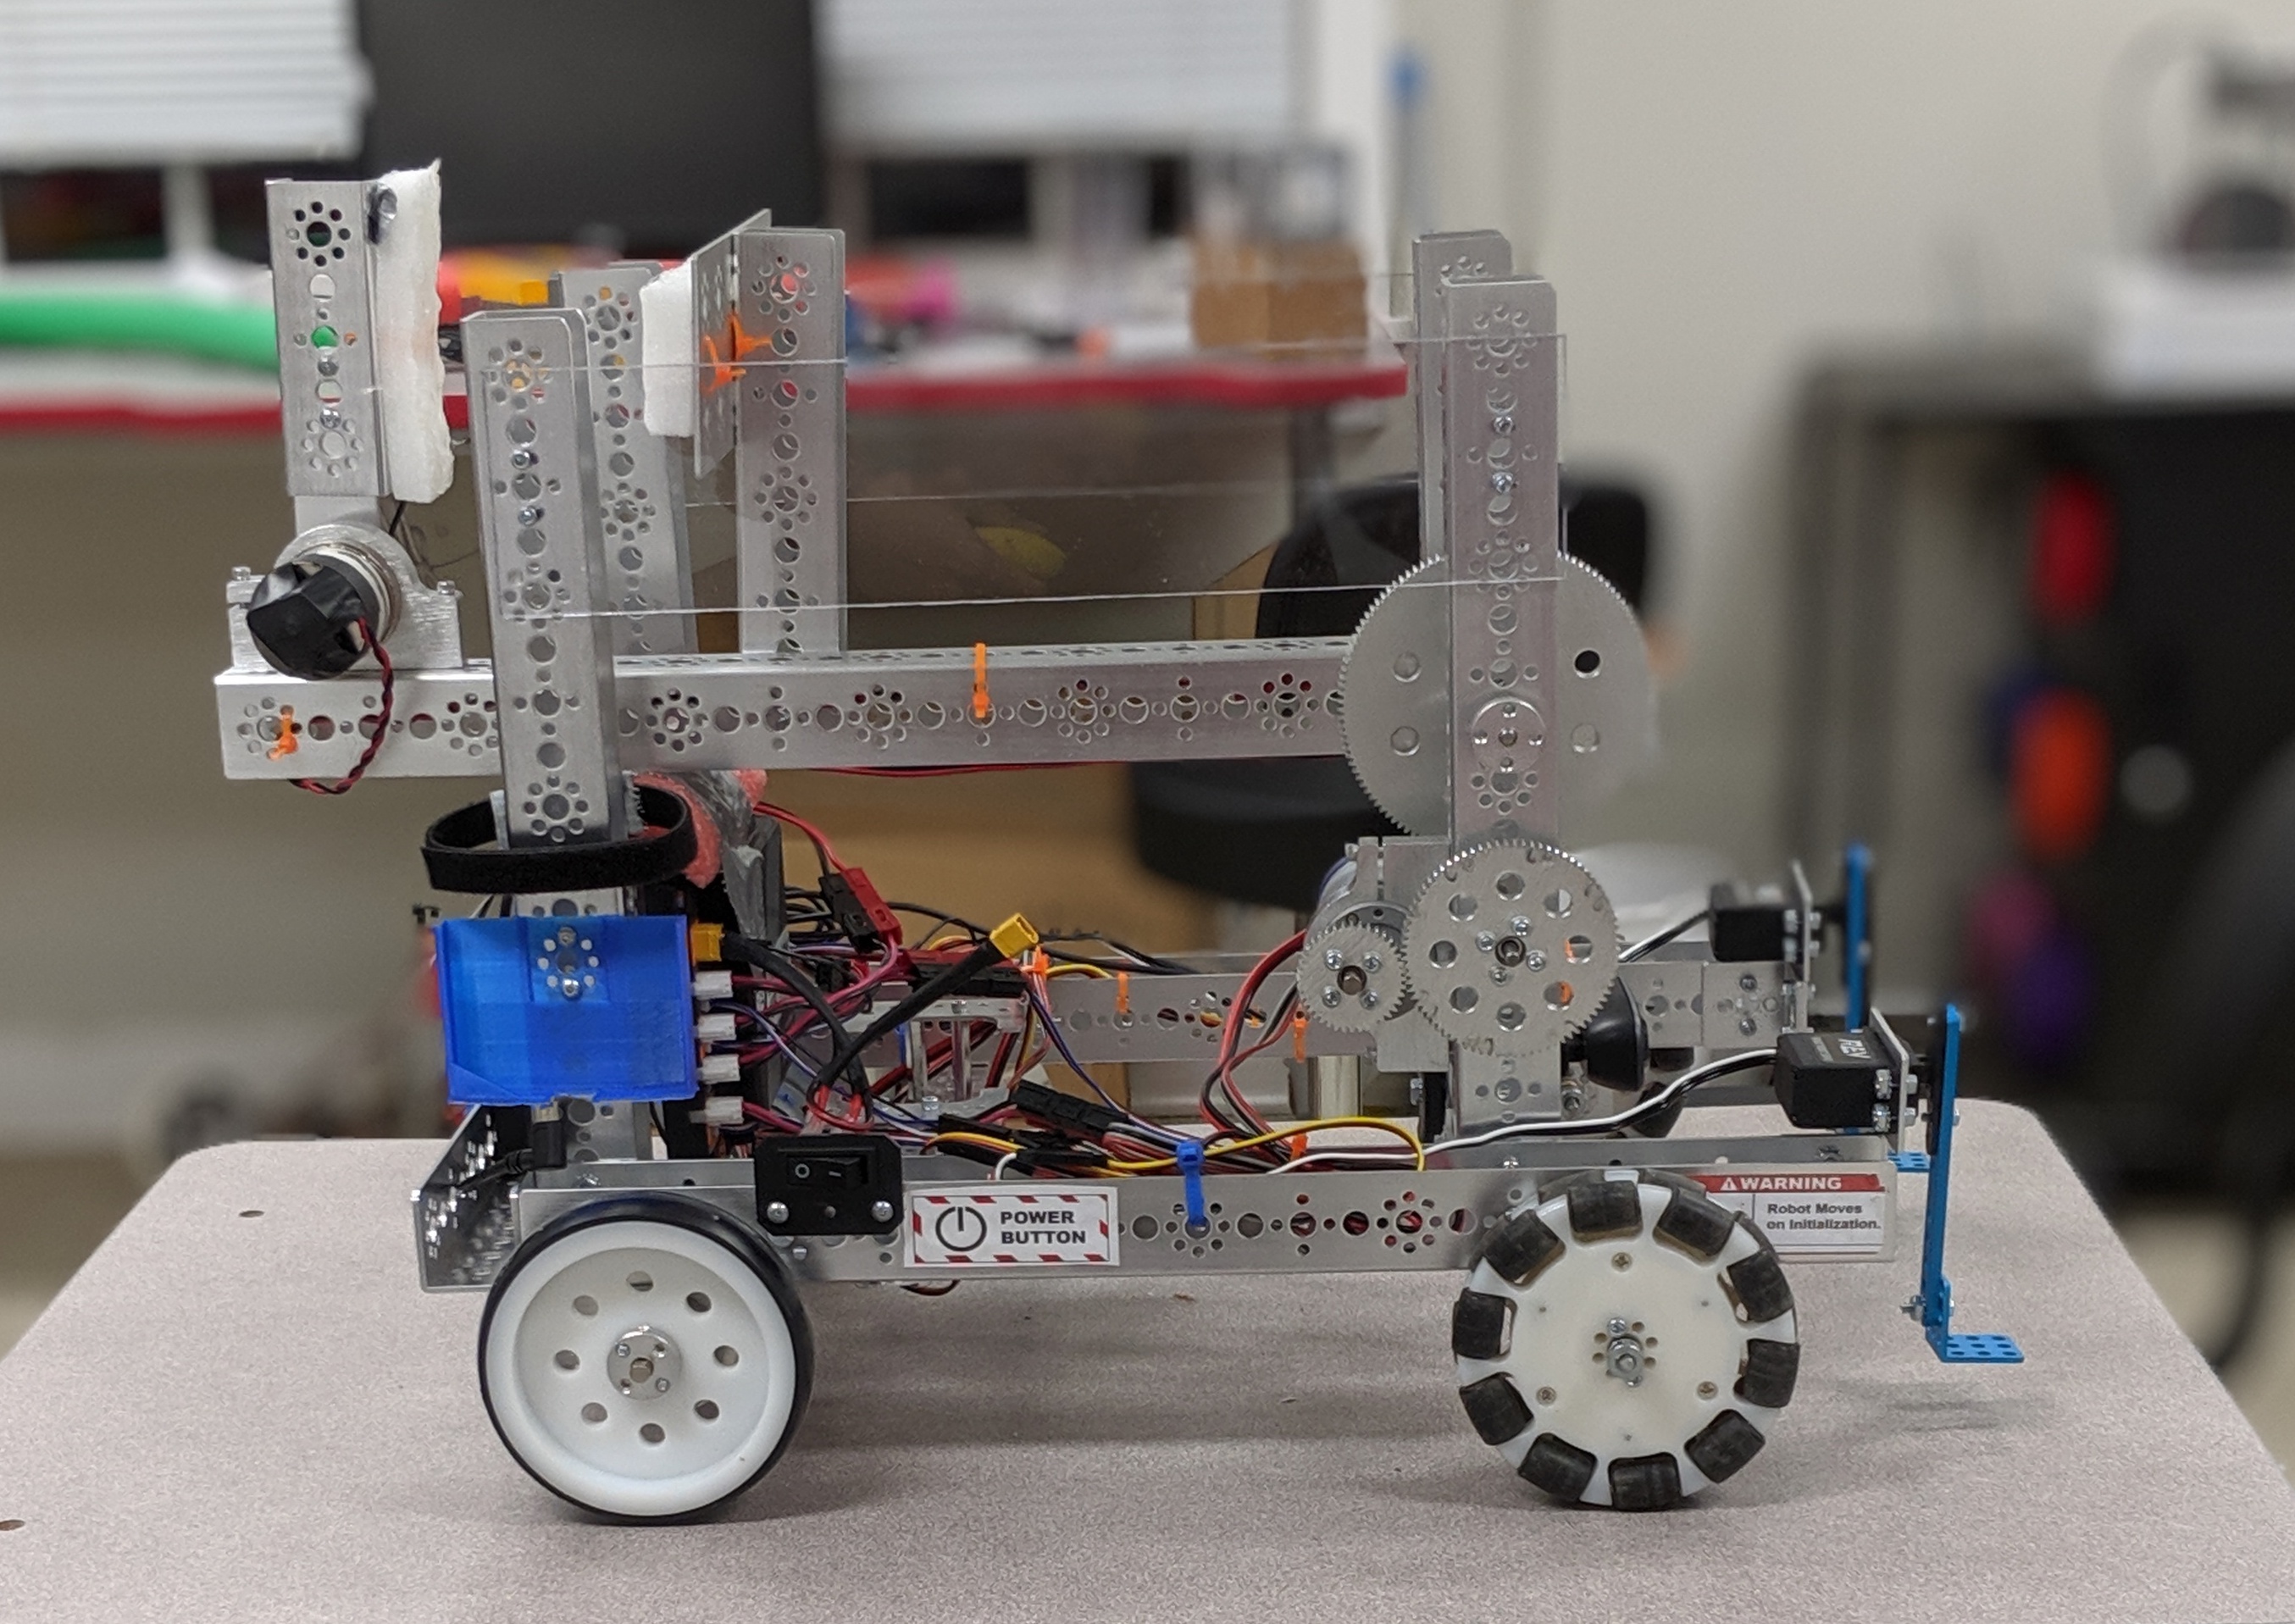 REV
POWER
BUTTON
WARNING
Robot Moves
on Initialization.